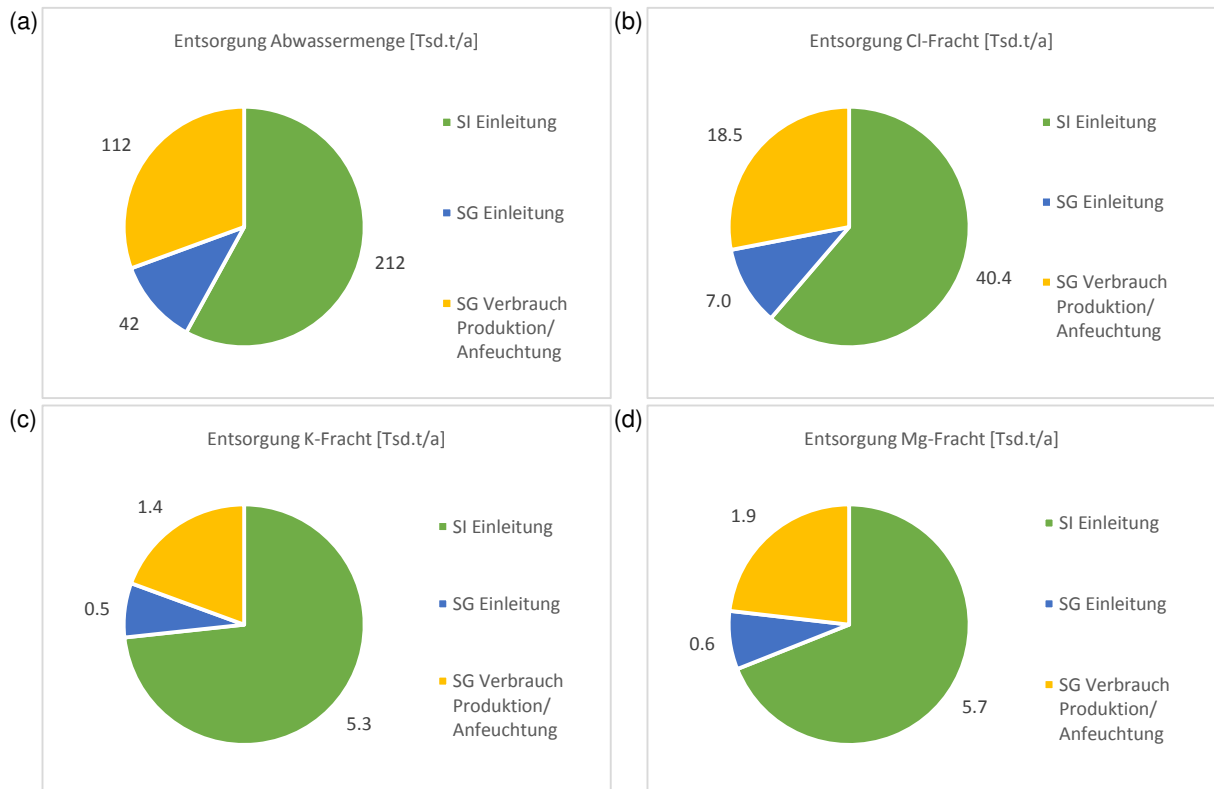 (a)
Entsorgung Abwassermenge [Tsd.t/a]
112
42
212
SI Einleitung
SG Einleitung
SG Verbrauch
Produktion/
Anfeuchtung
(b)
Entsorgung Cl-Fracht [Tsd.t/a]
18.5
7.0
40.4
SI Einleitung
SG Einleitung
SG Verbrauch
Produktion/
Anfeuchtung
(c)
Entsorgung K-Fracht [Tsd.t/a]
1.4
0.5
5.3
SI Einleitung
SG Einleitung
SG Verbrauch
Produktion/
Anfeuchtung
(d)
Entsorgung Mg-Fracht [Tsd.t/a]
1.9
0.6
5.7
SI Einleitung
SG Einleitung
SG Verbrauch
Produktion/
Anfeuchtung